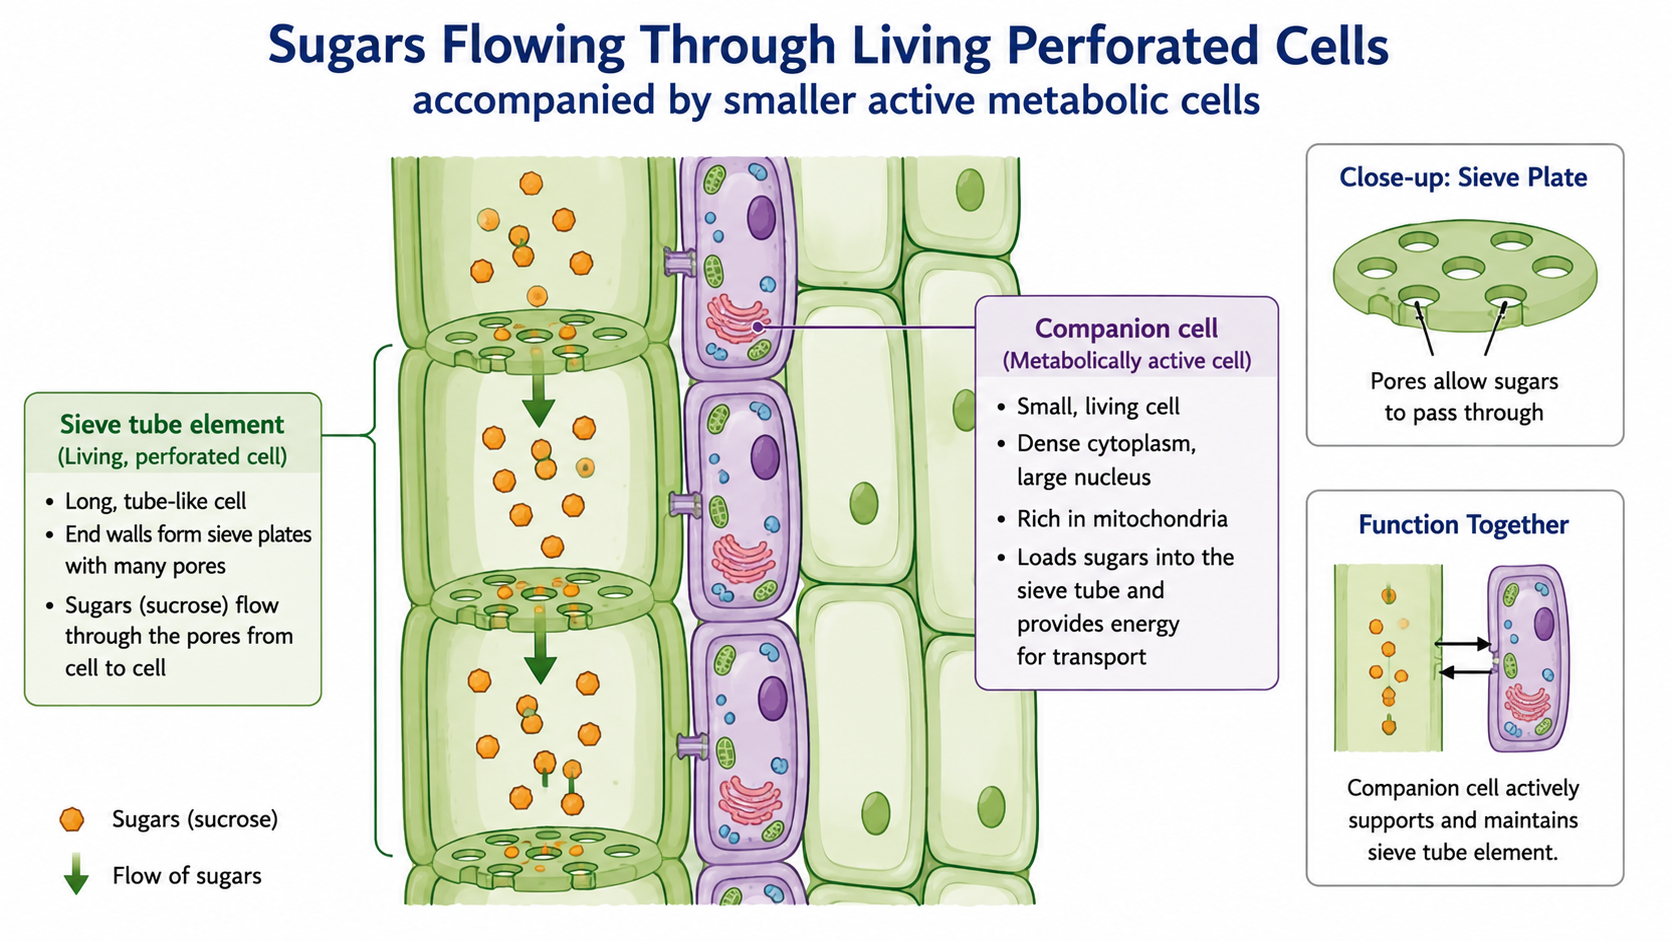 Sugars Flowing Through Living Perforated Cells
accompanied by smaller active metabolic cells
Sieve tube element
(Living, perforated cell)
• Long, tube-like cell
• End walls form sieve plates
with many pores
• Sugars (sucrose) flow
through the pores from
cell to cell
Sugars (sucrose)
Flow of sugars
Companion cell
(Metabolically active cell)
• Small, living cell
• Dense cytoplasm,
large nucleus
• Rich in mitochondria
• Loads sugars into the
sieve tube and
provides energy
for transport
Close-up: Sieve Plate
Pores allow sugars
to pass through
Function Together
Companion cell actively
supports and maintains
sieve tube element.